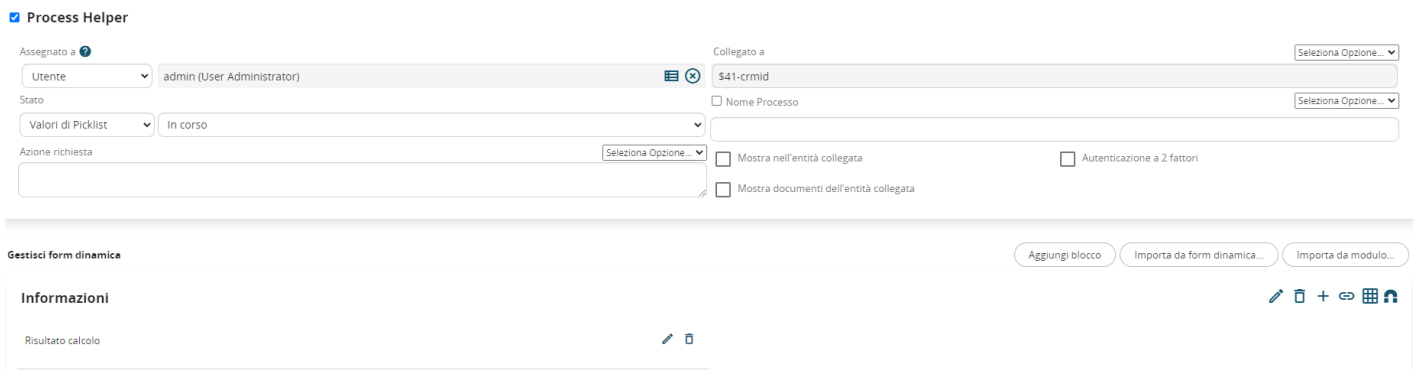 Process Helper
Assegnato a ?
Collegato a
Seleziona Opzione...
Utente
admin (User Administrator)
$41-crmid
Stato
Nome Processo
Seleziona Opzione...
Valori di Picklist
In corso
Azione richiesta
Seleziona Opzione...
Mostra nell'entità collegata
Autenticazione a 2 fattori
Mostra documenti dell'entità collegata
Gestisci form dinamica
Aggiungi blocco
Importa da form dinamica...
Importa da modulo...
Informazioni
Risultato calcolo